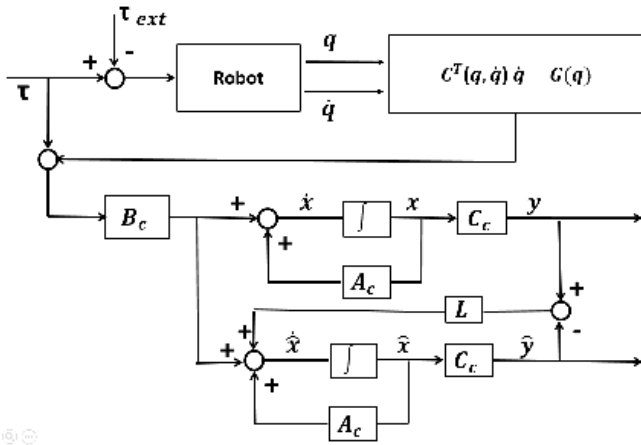 τ ext
+ -
τ
Robot
q
q̇
Cᵀ(q, q̇) q̇ G(q)
B_c
+ ẋ ∫ x C_c y
+
A_c
+
L
-
+
+ x̂̇ ∫ x̂ C_c ŷ
+
A_c